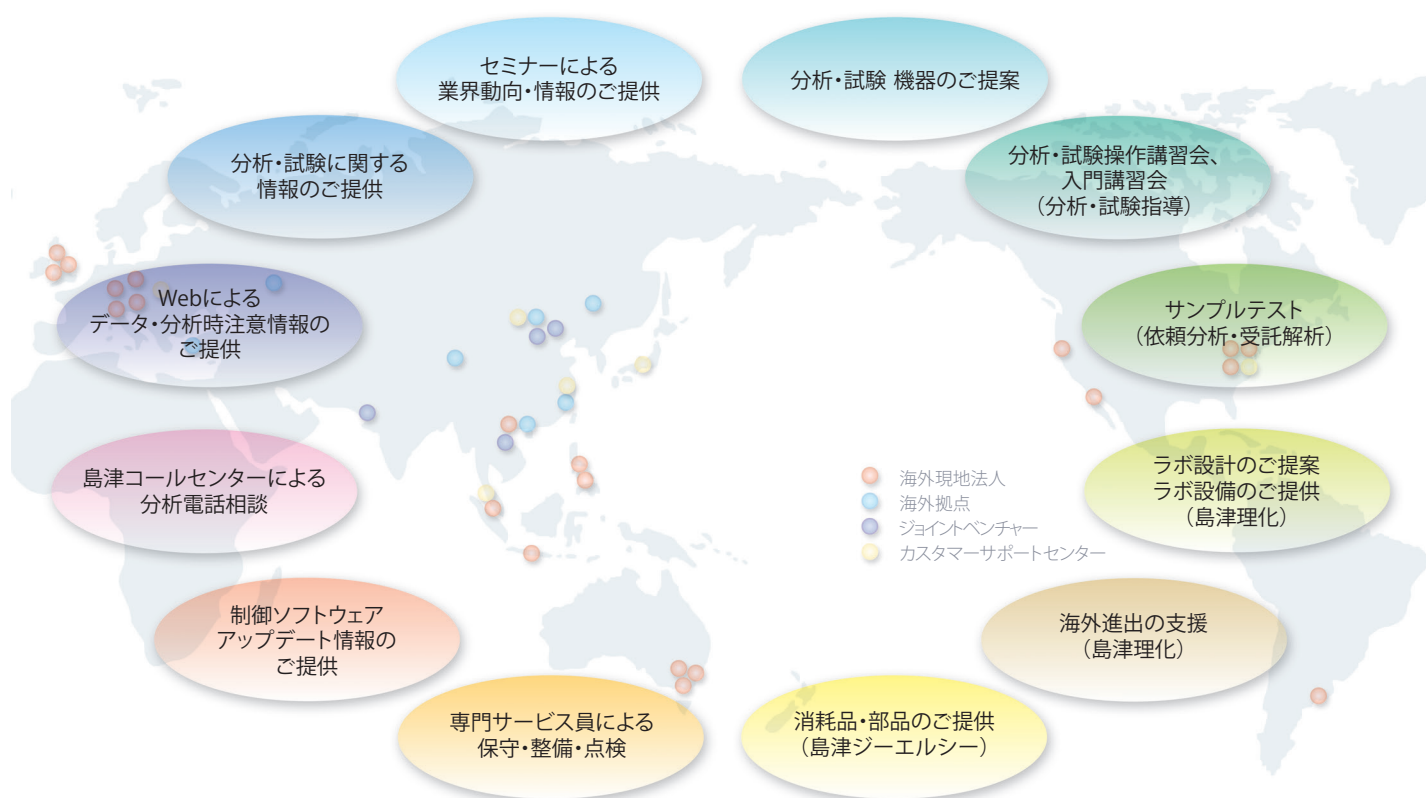 セミナーによる
業界動向・情報のご提供
分析・試験 機器のご提案
分析・試験に関する
情報のご提供
分析・試験操作講習会、
入門講習会
（分析・試験指導）
Webによる
データ・分析時注意情報の
ご提供
サンプルテスト
（依頼分析・受託解析）
島津コールセンターによる
分析電話相談
海外現地法人
海外拠点
ジョイントベンチャー
カスタマーサポートセンター
ラボ設計のご提案
ラボ設備のご提供
（島津理化）
制御ソフトウェア
アップデート情報の
ご提供
海外進出の支援
（島津理化）
専門サービス員による
保守・整備・点検
消耗品・部品のご提供
（島津ジーエルシー）